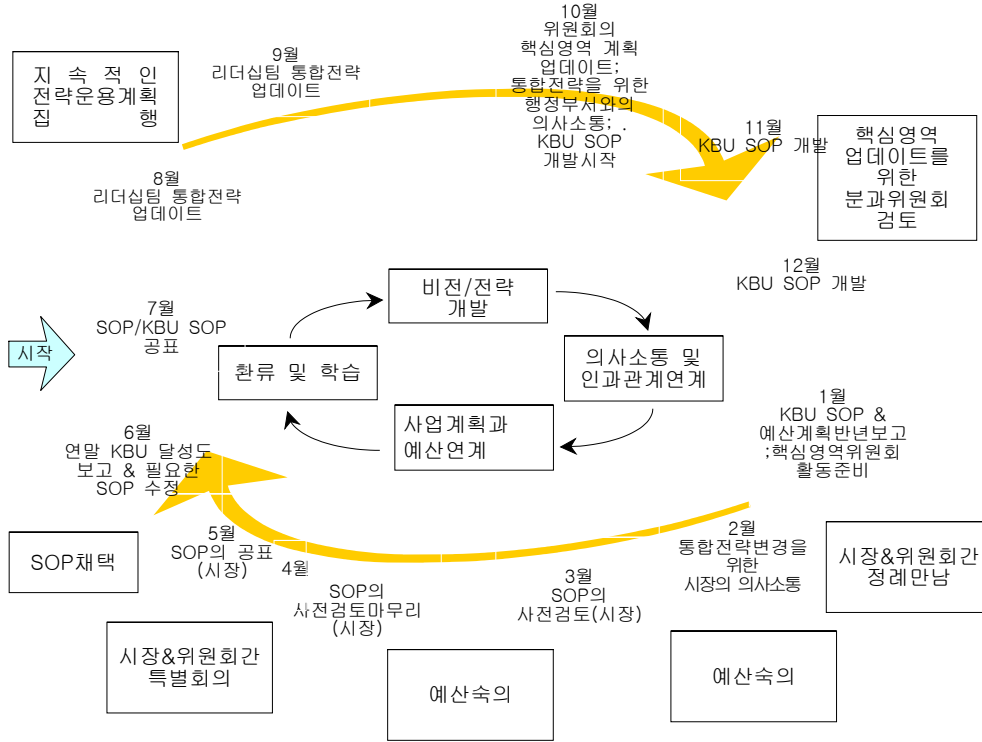 10월
위원회의
핵심영역 계획
업데이트;
통합전략을 위한
행정부서와의
의사소통; .
KBU SOP
개발시작
9월
리더십팀 통합전략
업데이트
지 속 적 인
전략운용계획
집 행
11월
KBU SOP 개발
핵심영역
업데이트를
위한
분과위원회
검토
8월
리더십팀 통합전략
업데이트
12월
KBU SOP 개발
비전/전략
개발
7월
SOP/KBU SOP
공표
시작
환류 및 학습
의사소통 및
인과관계연계
사업계획과
예산연계
1월
KBU SOP &
예산계획반년보고
;핵심영역위원회
활동준비
6월
연말 KBU 달성도
보고 & 필요한
SOP 수정
5월
SOP의 공표
(시장)
4월
SOP의
사전검토마무리
(시장)
3월
SOP의
사전검토(시장)
2월
통합전략변경을
위한
시장의 의사소통
SOP채택
시장&위원회간
정례만남
시장&위원회간
특별회의
예산숙의
예산숙의